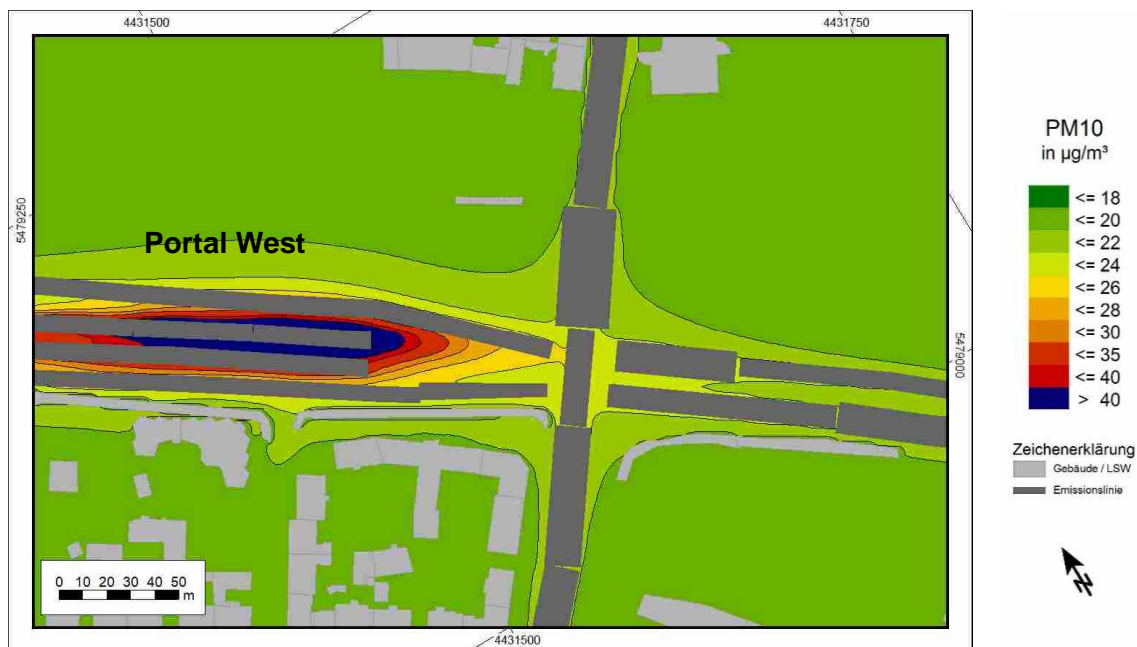 4431500
4431750
5479250
Portal West
5479000
0 10 20 30 40 50
m
4431500
PM10
in µg/m³
<= 18
<= 20
<= 22
<= 24
<= 26
<= 28
<= 30
<= 35
<= 40
> 40
Zeichenerklärung
Gebäude / LSW
Emissionslinie
N